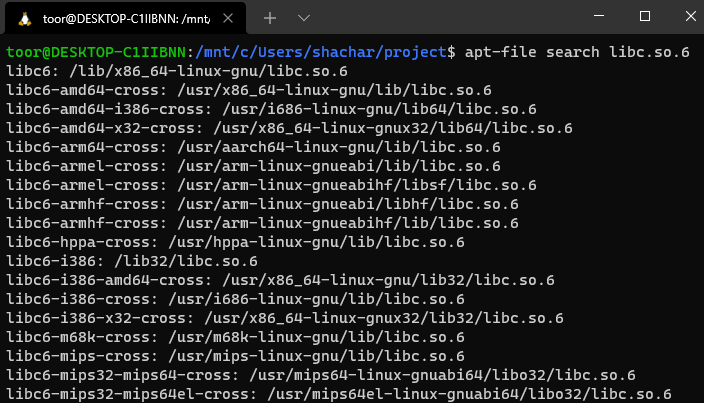 toor@DESKTOP-C1IIBNN: /mnt/
toor@DESKTOP-C1IIBNN:/mnt/c/Users/shachar/project$ apt-file search libc.so.6
libc6: /lib/x86_64-linux-gnu/libc.so.6
libc6-amd64-cross: /usr/x86_64-linux-gnu/lib/libc.so.6
libc6-amd64-i386-cross: /usr/i686-linux-gnu/lib64/libc.so.6
libc6-amd64-x32-cross: /usr/x86_64-linux-gnux32/lib64/libc.so.6
libc6-arm64-cross: /usr/aarch64-linux-gnu/lib/libc.so.6
libc6-armel-cross: /usr/arm-linux-gnueabi/lib/libc.so.6
libc6-armel-cross: /usr/arm-linux-gnueabihf/libsf/libc.so.6
libc6-armhf-cross: /usr/arm-linux-gnueabi/libhf/libc.so.6
libc6-armhf-cross: /usr/arm-linux-gnueabihf/lib/libc.so.6
libc6-hppa-cross: /usr/hppa-linux-gnu/lib/libc.so.6
libc6-i386: /lib32/libc.so.6
libc6-i386-amd64-cross: /usr/x86_64-linux-gnu/lib32/libc.so.6
libc6-i386-cross: /usr/i686-linux-gnu/lib/libc.so.6
libc6-i386-x32-cross: /usr/x86_64-linux-gnux32/lib32/libc.so.6
libc6-m68k-cross: /usr/m68k-linux-gnu/lib/libc.so.6
libc6-mips-cross: /usr/mips-linux-gnu/lib/libc.so.6
libc6-mips32-mips64-cross: /usr/mips64-linux-gnuabi64/libo32/libc.so.6
libc6-mips32-mips64el-cross: /usr/mips64el-linux-gnuabi64/libo32/libc.so.6